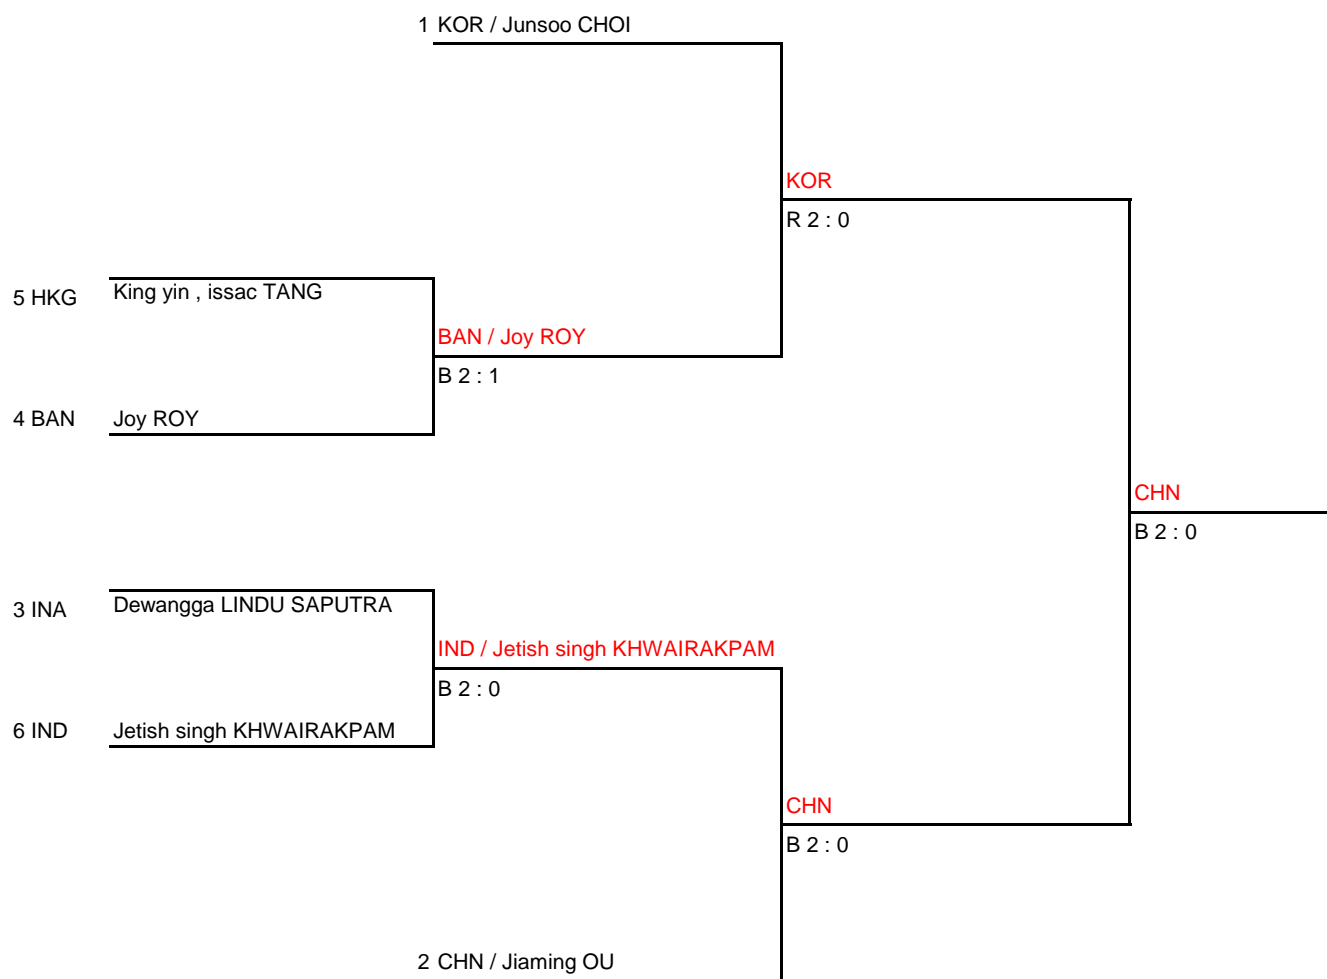 1 KOR / Junsoo CHOI
KOR
R 2 : 0
5 HKG King yin , issac TANG
BAN / Joy ROY
B 2 : 1
4 BAN Joy ROY
CHN
B 2 : 0
3 INA Dewangga LINDU SAPUTRA
IND / Jetish singh KHWAIRAKPAM
B 2 : 0
6 IND Jetish singh KHWAIRAKPAM
CHN
B 2 : 0
2 CHN / Jiaming OU